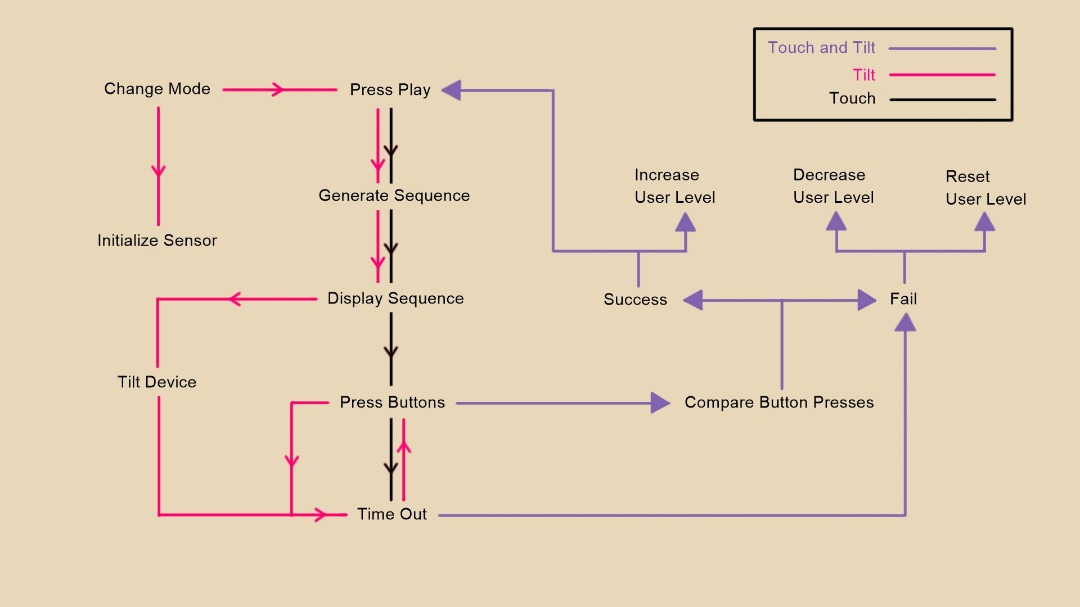 Touch and Tilt
Tilt
Touch
Change Mode
Press Play
Increase
User Level
Decrease
User Level
Reset
User Level
Generate Sequence
Initialize Sensor
Display Sequence
Success
Fail
Tilt Device
Press Buttons
Compare Button Presses
Time Out